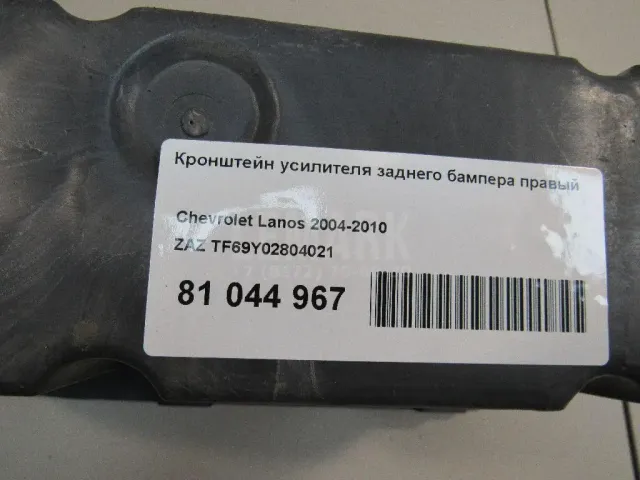 Кронштейн усилителя заднего бампера правый
Chevrolet Lanos 2004-2010
ZAZ TF69Y02804021
81 044 967